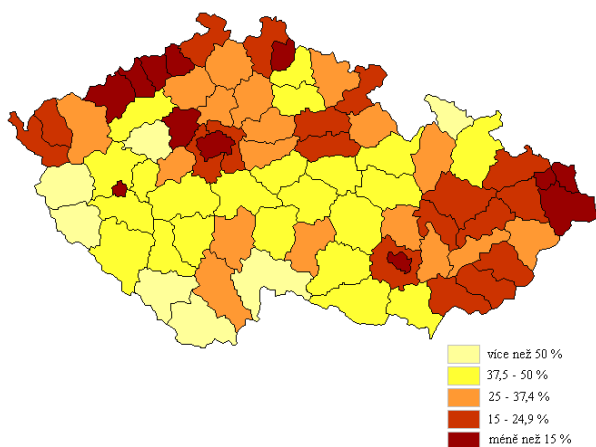 více než 50 %
37,5 - 50 %
25 - 37,4 %
15 - 24,9 %
méně než 15 %